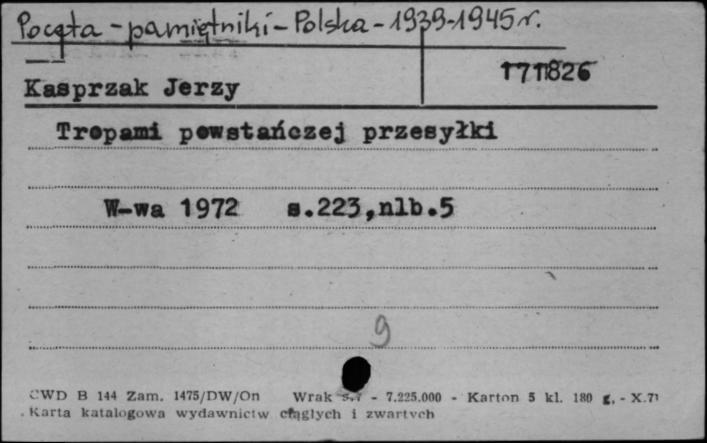 Poczta - pamiętniki - Polska - 1939-1945 r.
171826
Kasprzak Jerzy
Tropami powstańczej przesyłki
W-wa 1972 s.223,nlb.5
9
CWD B 144 Zam. 1475/DW/On Wrak - 7.225.000 - Karton 5 kl. 180 g. - X.71
Karta katalogowa wydawnictw ciągłych i zwartych